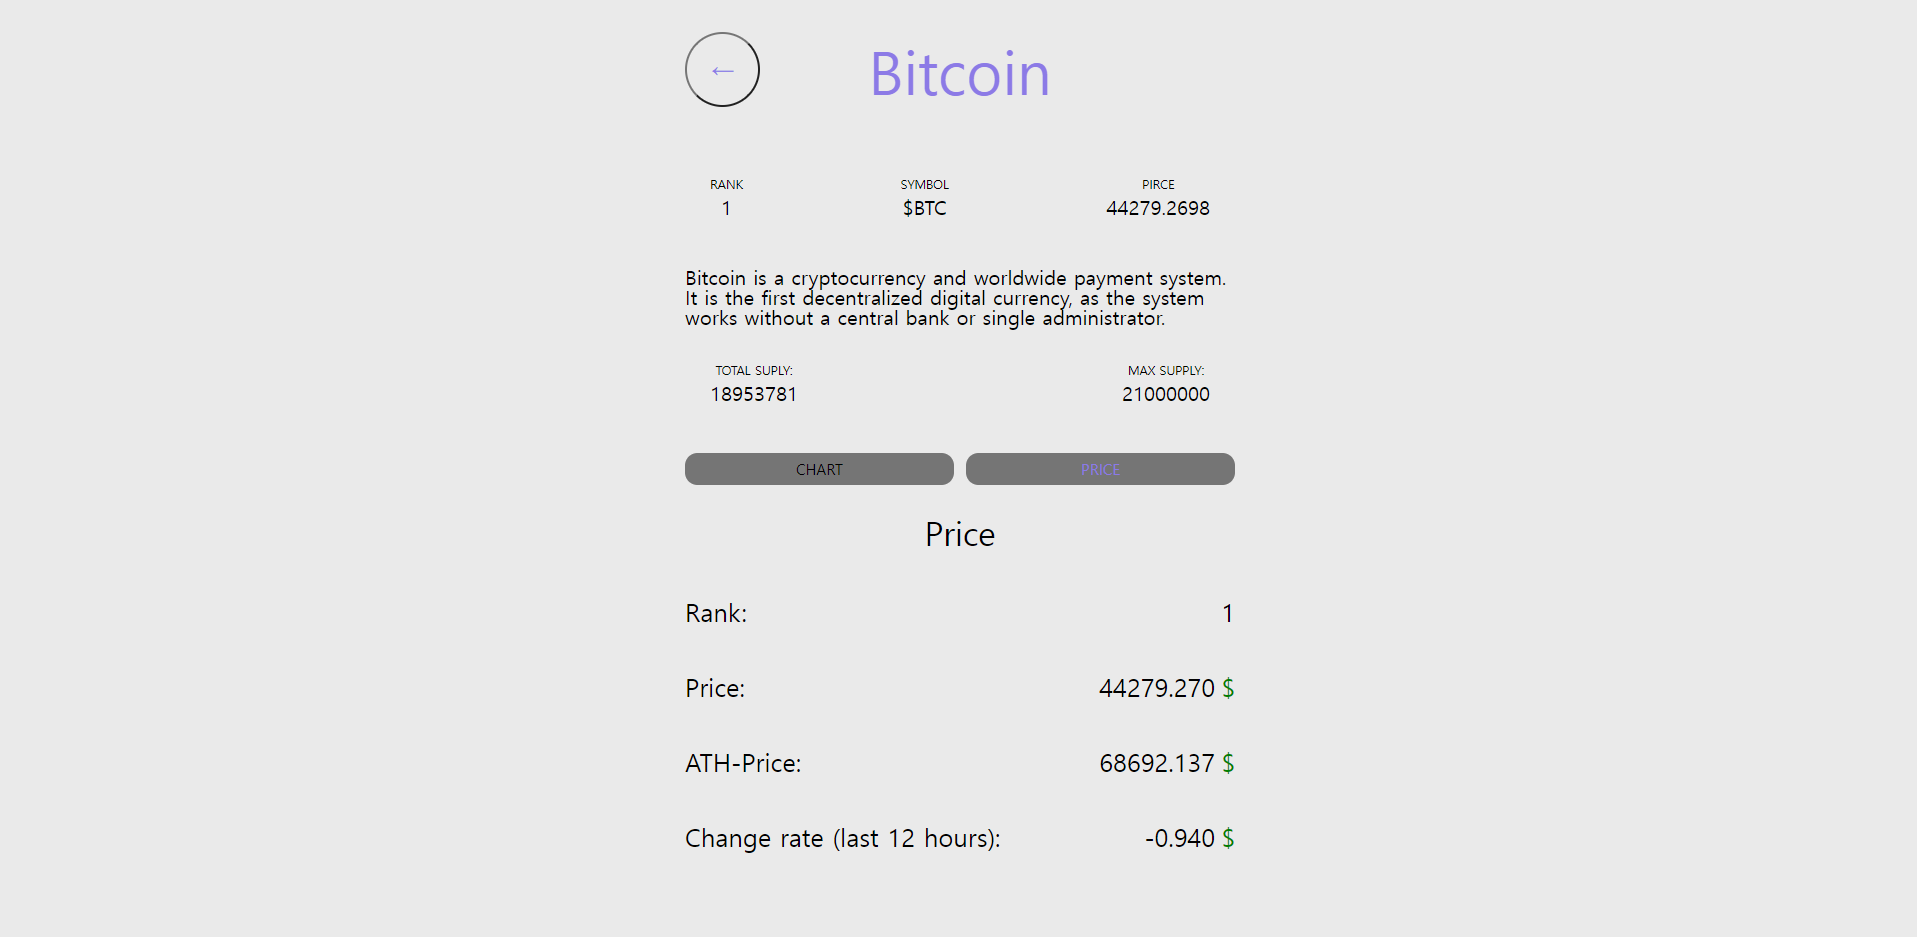 ←
Bitcoin
RANK SYMBOL PIRCE
1 $BTC 44279.2698
Bitcoin is a cryptocurrency and worldwide payment system.
It is the first decentralized digital currency, as the system
works without a central bank or single administrator.
TOTAL SUPLY: MAX SUPPLY:
18953781 21000000
CHART PRICE
Price
Rank: 1
Price: 44279.270 $
ATH-Price: 68692.137 $
Change rate (last 12 hours): -0.940 $